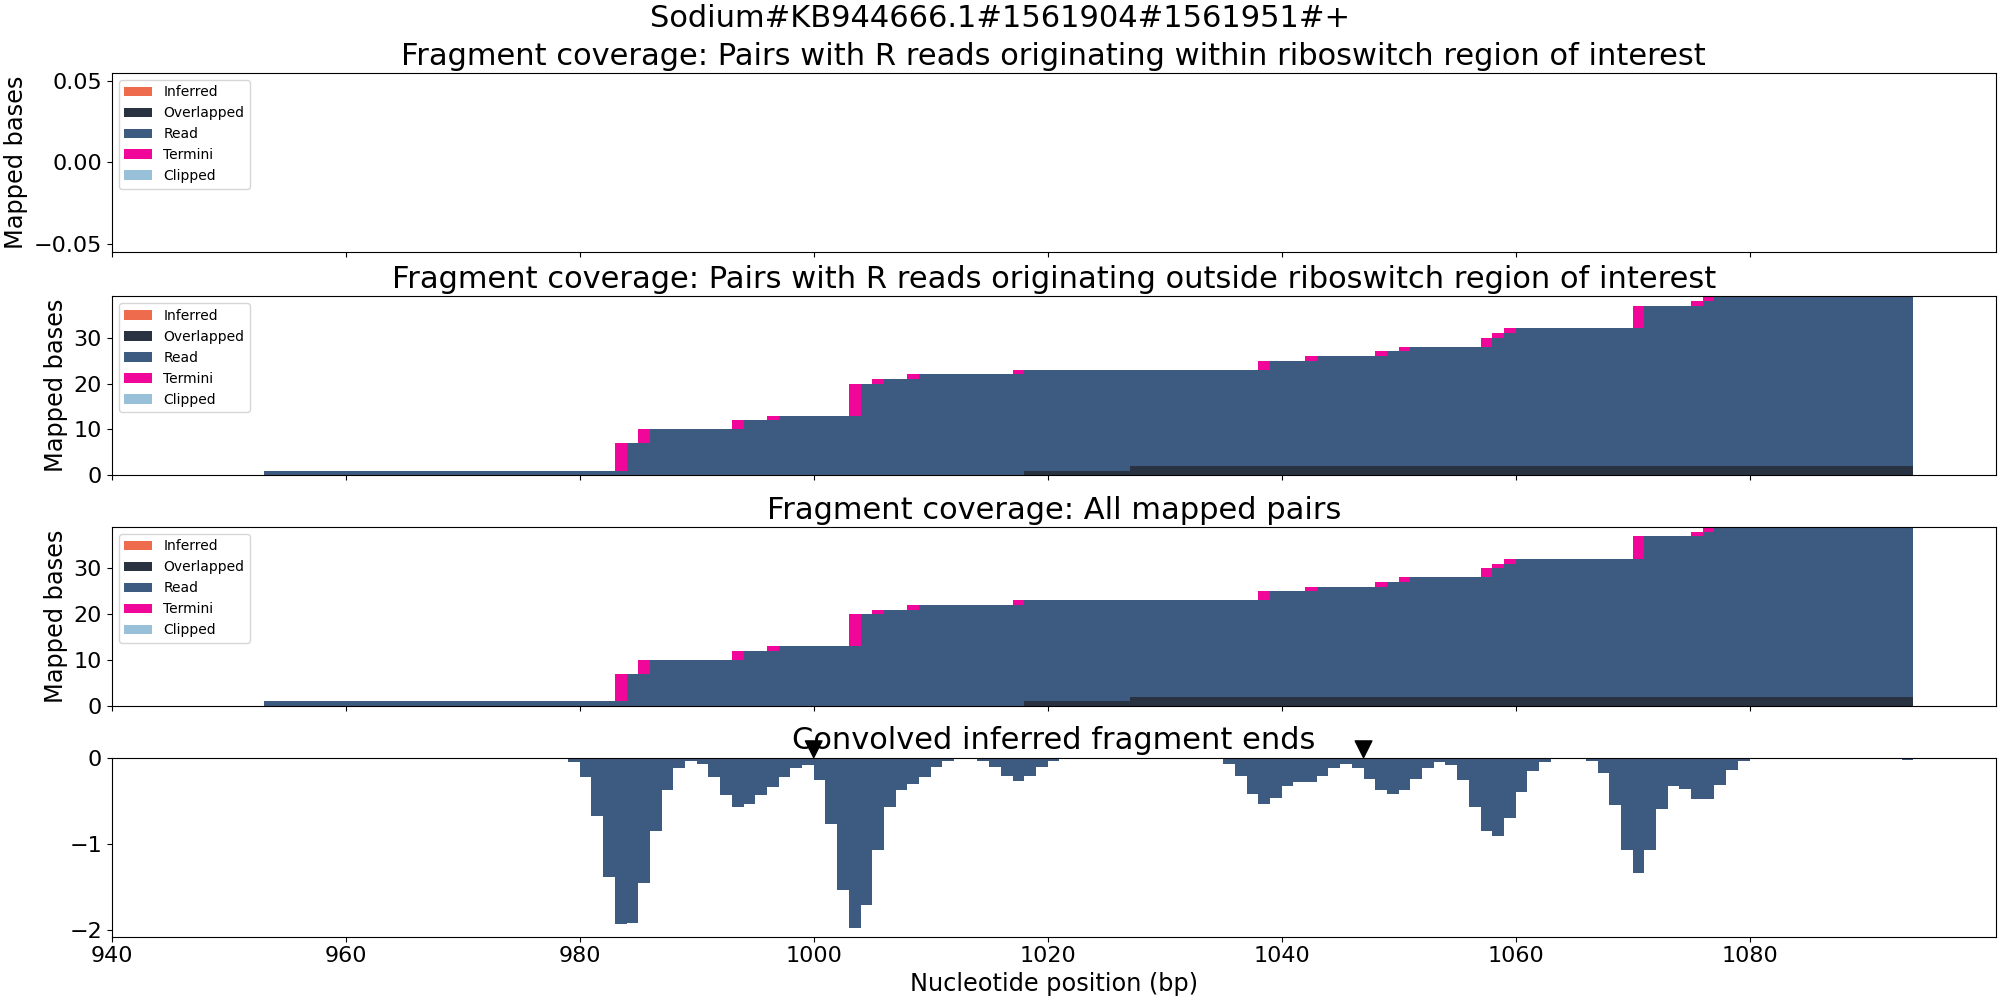 Sodium#KB944666.1#1561904#1561951#+
Fragment coverage: Pairs with R reads originating within riboswitch region of interest
Mapped bases
0.05
0.00
−0.05
Inferred
Overlapped
Read
Termini
Clipped
Fragment coverage: Pairs with R reads originating outside riboswitch region of interest
Mapped bases
30
20
10
0
Inferred
Overlapped
Read
Termini
Clipped
Fragment coverage: All mapped pairs
Mapped bases
30
20
10
0
Inferred
Overlapped
Read
Termini
Clipped
Convolved inferred fragment ends
0
−1
−2
940 960 980 1000 1020 1040 1060 1080
Nucleotide position (bp)